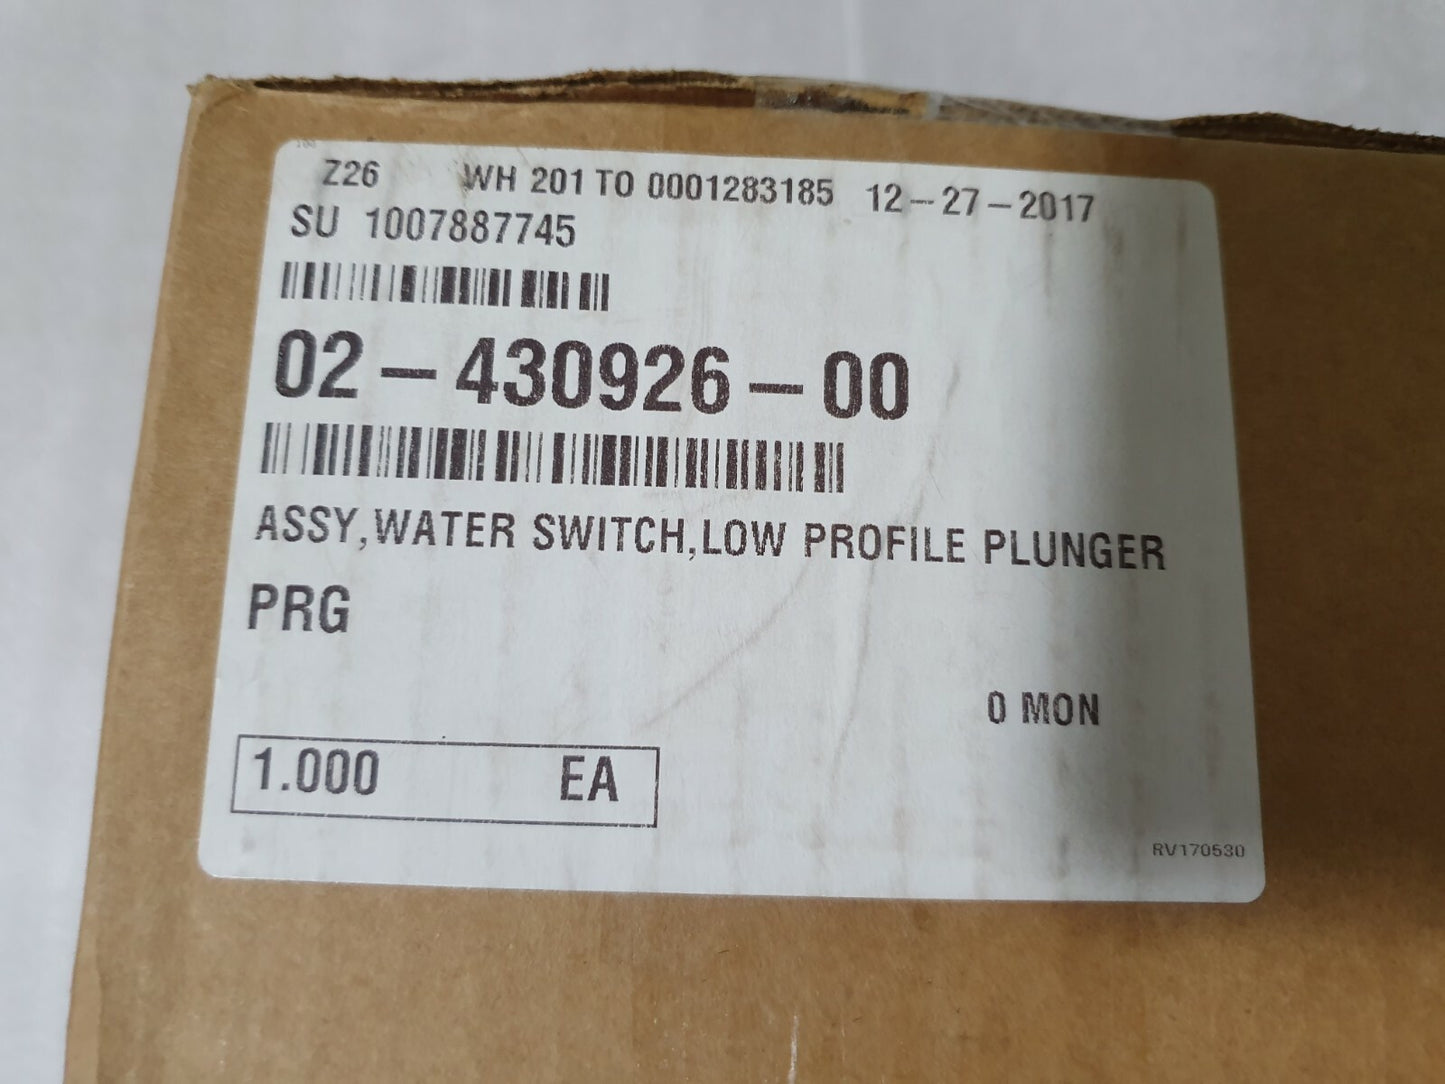 Z26 WH 201 TO 0001283185 12-27-2017
SU 1007887745
02-430926-00
ASSY,WATER SWITCH,LOW PROFILE PLUNGER
PRG
0 MON
1.000 EA
RV170530